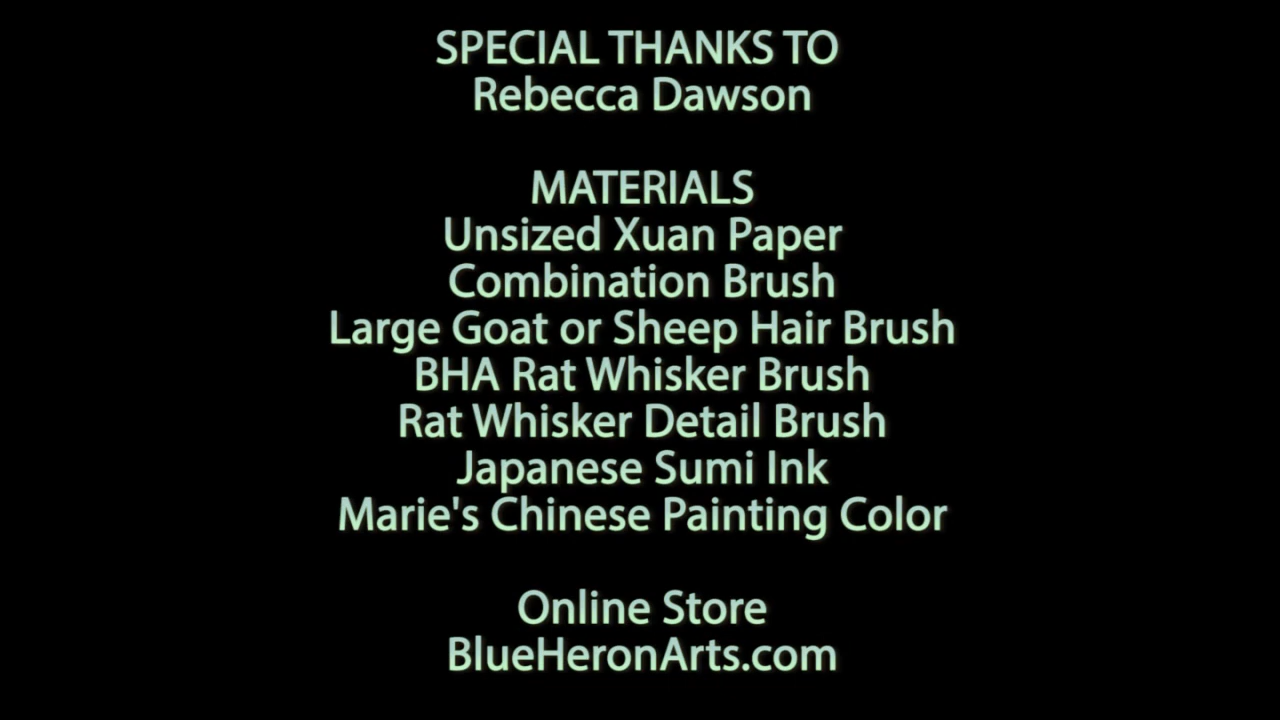 SPECIAL THANKS TO
Rebecca Dawson
MATERIALS
Unsized Xuan Paper
Combination Brush
Large Goat or Sheep Hair Brush
BHA Rat Whisker Brush
Rat Whisker Detail Brush
Japanese Sumi Ink
Marie's Chinese Painting Color
Online Store
BlueHeronArts.com